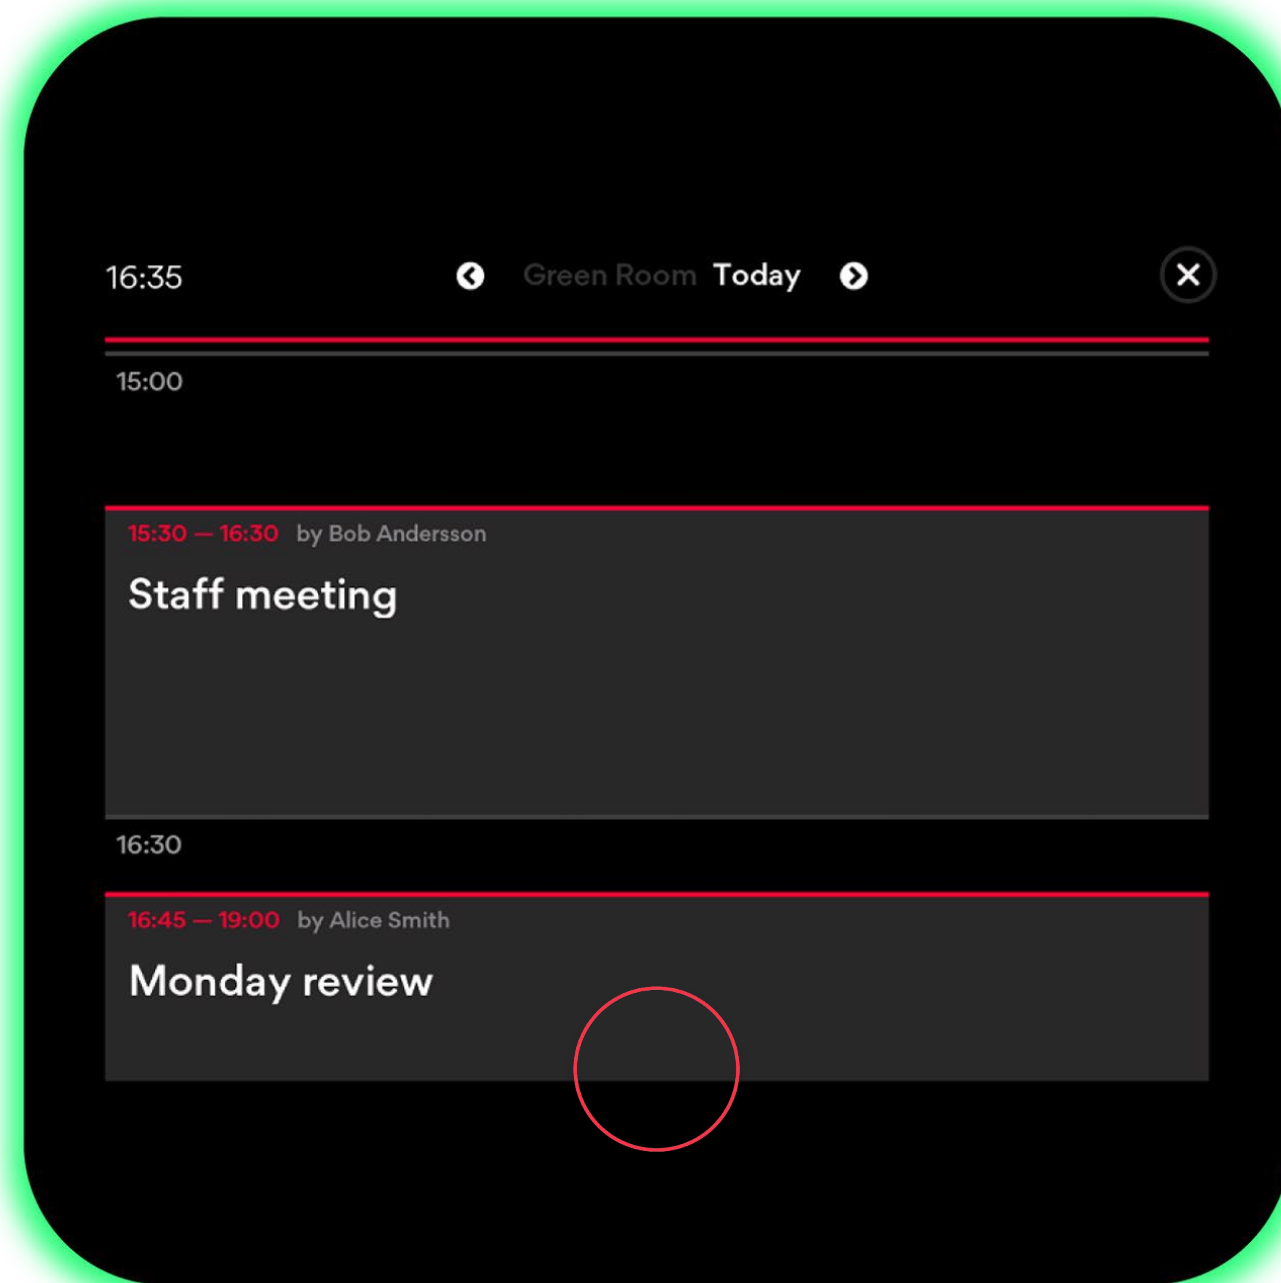 16:35 Green Room Today
15:00
15:30 — 16:30 by Bob Andersson
Staff meeting
16:30
16:45 — 19:00 by Alice Smith
Monday review